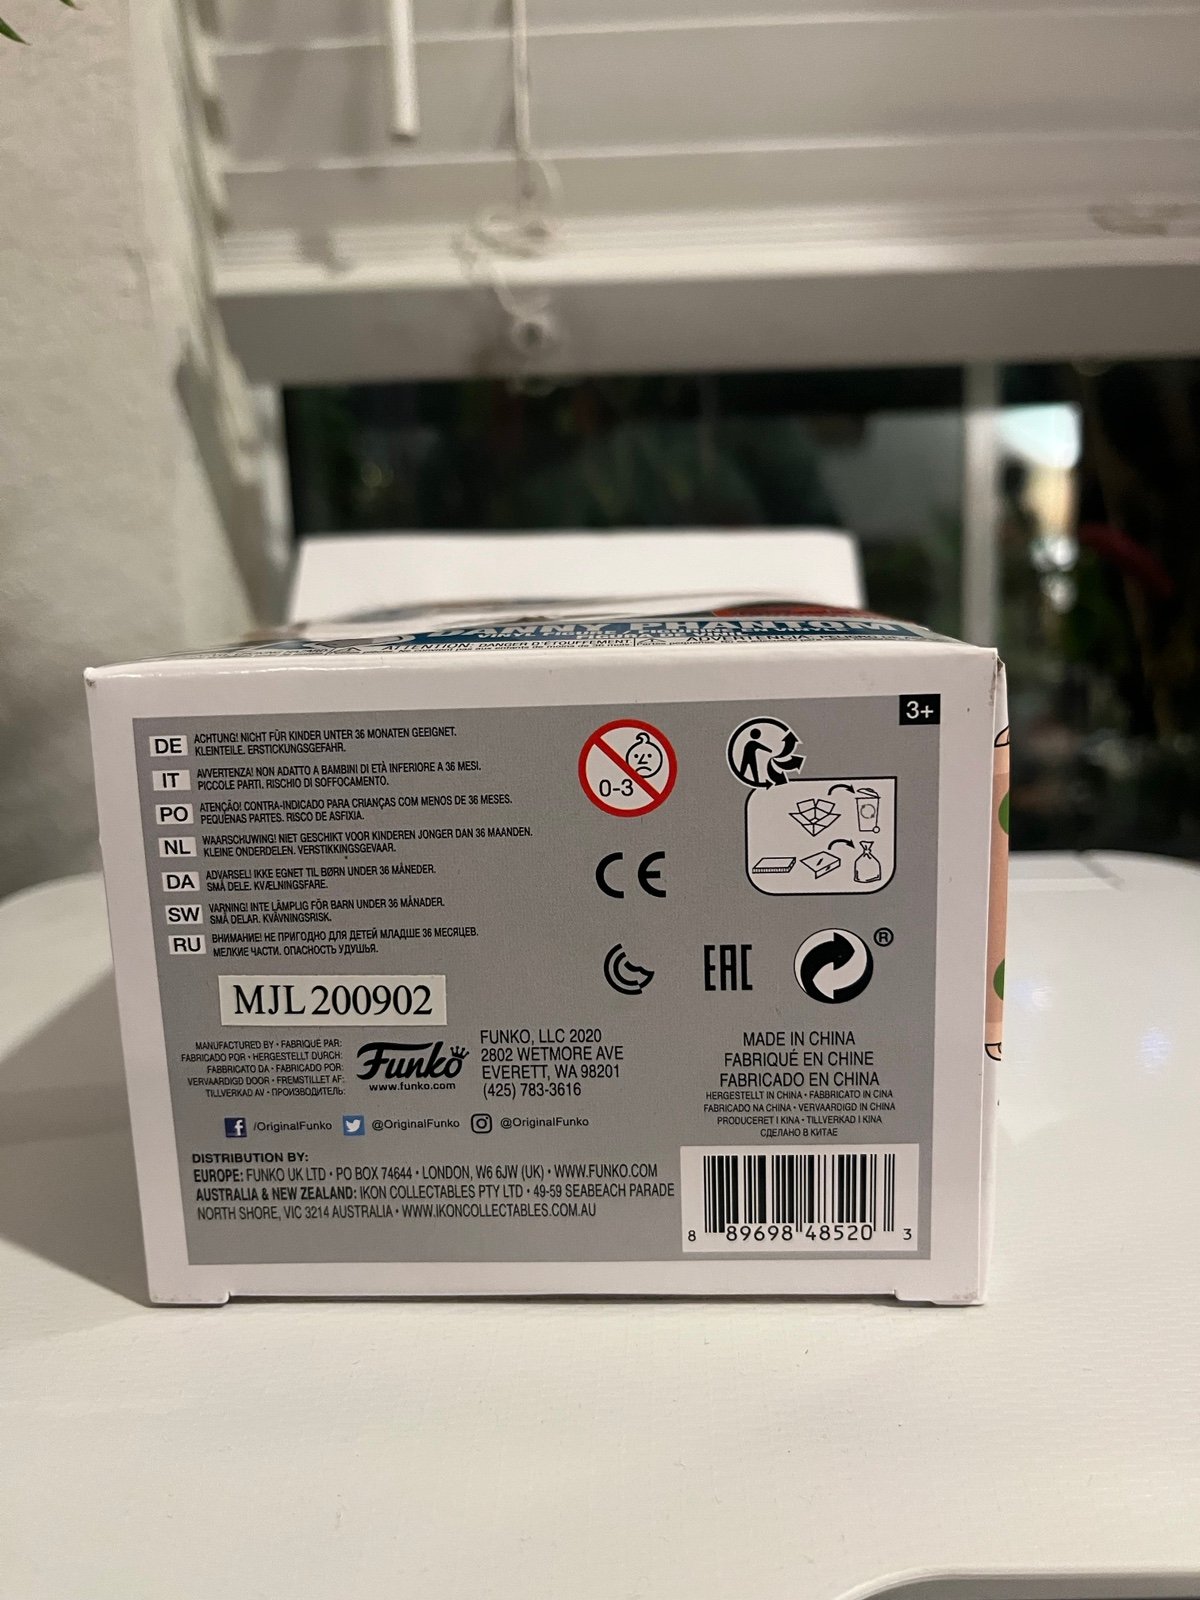 DANNY PHANTOM
3+
DE ACHTUNG! NICHT FÜR KINDER UNTER 36 MONATEN GEEIGNET.
KLEINTEILE. ERSTICKUNGSGEFAHR.
IT AVVERTENZA! NON ADATTO A BAMBINI DI ETÀ INFERIORE A 36 MESI.
PICCOLE PARTI. RISCHIO DI SOFFOCAMENTO.
PO ATENÇÃO! CONTRA-INDICADO PARA CRIANÇAS COM MENOS DE 36 MESES.
PEQUENAS PARTES. RISCO DE ASFIXIA.
NL WAARSCHUWING! NIET GESCHIKT VOOR KINDEREN JONGER DAN 36 MAANDEN.
KLEINE ONDERDELEN. VERSTIKKINGSGEVAAR.
DA ADVARSEL! IKKE EGNET TIL BØRN UNDER 36 MÅNEDER.
SMÅ DELE. KVÆLNINGSFARE.
SW VARNING! INTE LÄMPLIG FÖR BARN UNDER 36 MÅNADER.
SMÅ DELAR. KVÄVNINGSRISK.
RU ВНИМАНИЕ! НЕ ПРИГОДНО ДЛЯ ДЕТЕЙ МЛАДШЕ 36 МЕСЯЦЕВ.
МЕЛКИЕ ЧАСТИ. ОПАСНОСТЬ УДУШЬЯ.
0-3
CE
EAC
®
MJL 200902
MANUFACTURED BY • FABRIQUÉ PAR:
FABRICADO POR • HERGESTELLT DURCH:
FABBRICATO DA • FABRICADO POR:
VERVAARDIGD DOOR • FREMSTILLET AF:
TILLVERKAD AV • ПРОИЗВОДИТЕЛЬ:
Funko
www.funko.com
FUNKO, LLC 2020
2802 WETMORE AVE
EVERETT, WA 98201
(425) 783-3616
/OriginalFunko @OriginalFunko @OriginalFunko
MADE IN CHINA
FABRIQUÉ EN CHINE
FABRICADO EN CHINA
HERGESTELLT IN CHINA • FABBRICATO IN CINA
FABRICADO NA CHINA • VERVAARDIGD IN CHINA
PRODUCERET I KINA • TILLVERKAD I KINA
СДЕЛАНО В КИТАЕ
DISTRIBUTION BY:
EUROPE: FUNKO UK LTD • PO BOX 74644 • LONDON, W6 6JW (UK) • WWW.FUNKO.COM
AUSTRALIA & NEW ZEALAND: IKON COLLECTABLES PTY LTD • 49-59 SEABEACH PARADE
NORTH SHORE, VIC 3214 AUSTRALIA • WWW.IKONCOLLECTABLES.COM.AU
8 89698 48520 3